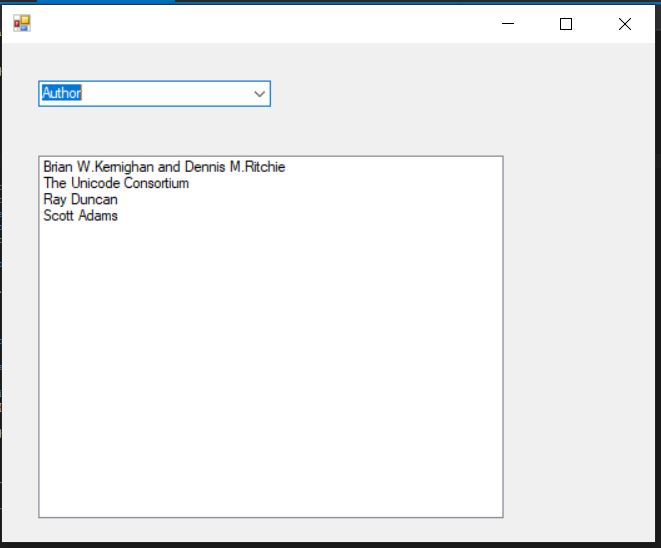 Author
Brian W.Kernighan and Dennis M.Ritchie
The Unicode Consortium
Ray Duncan
Scott Adams